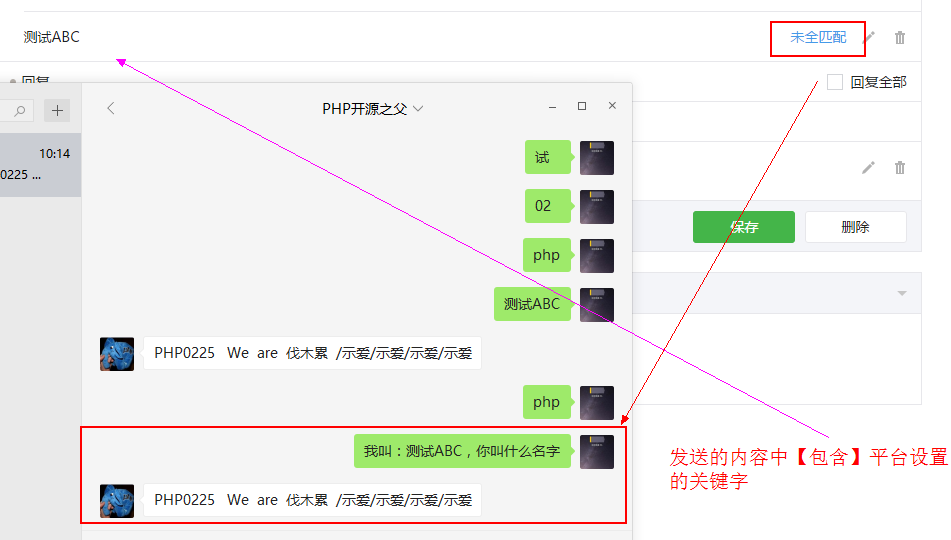 测试ABC
未全匹配
回复
回复全部
PHP开源之父
10:14
0225 ...
试
02
php
保存
删除
测试ABC
PHP0225 We are 伐木累 /示爱/示爱/示爱/示爱
php
我叫：测试ABC，你叫什么名字
发送的内容中【包含】平台设置
的关键字
PHP0225 We are 伐木累 /示爱/示爱/示爱/示爱